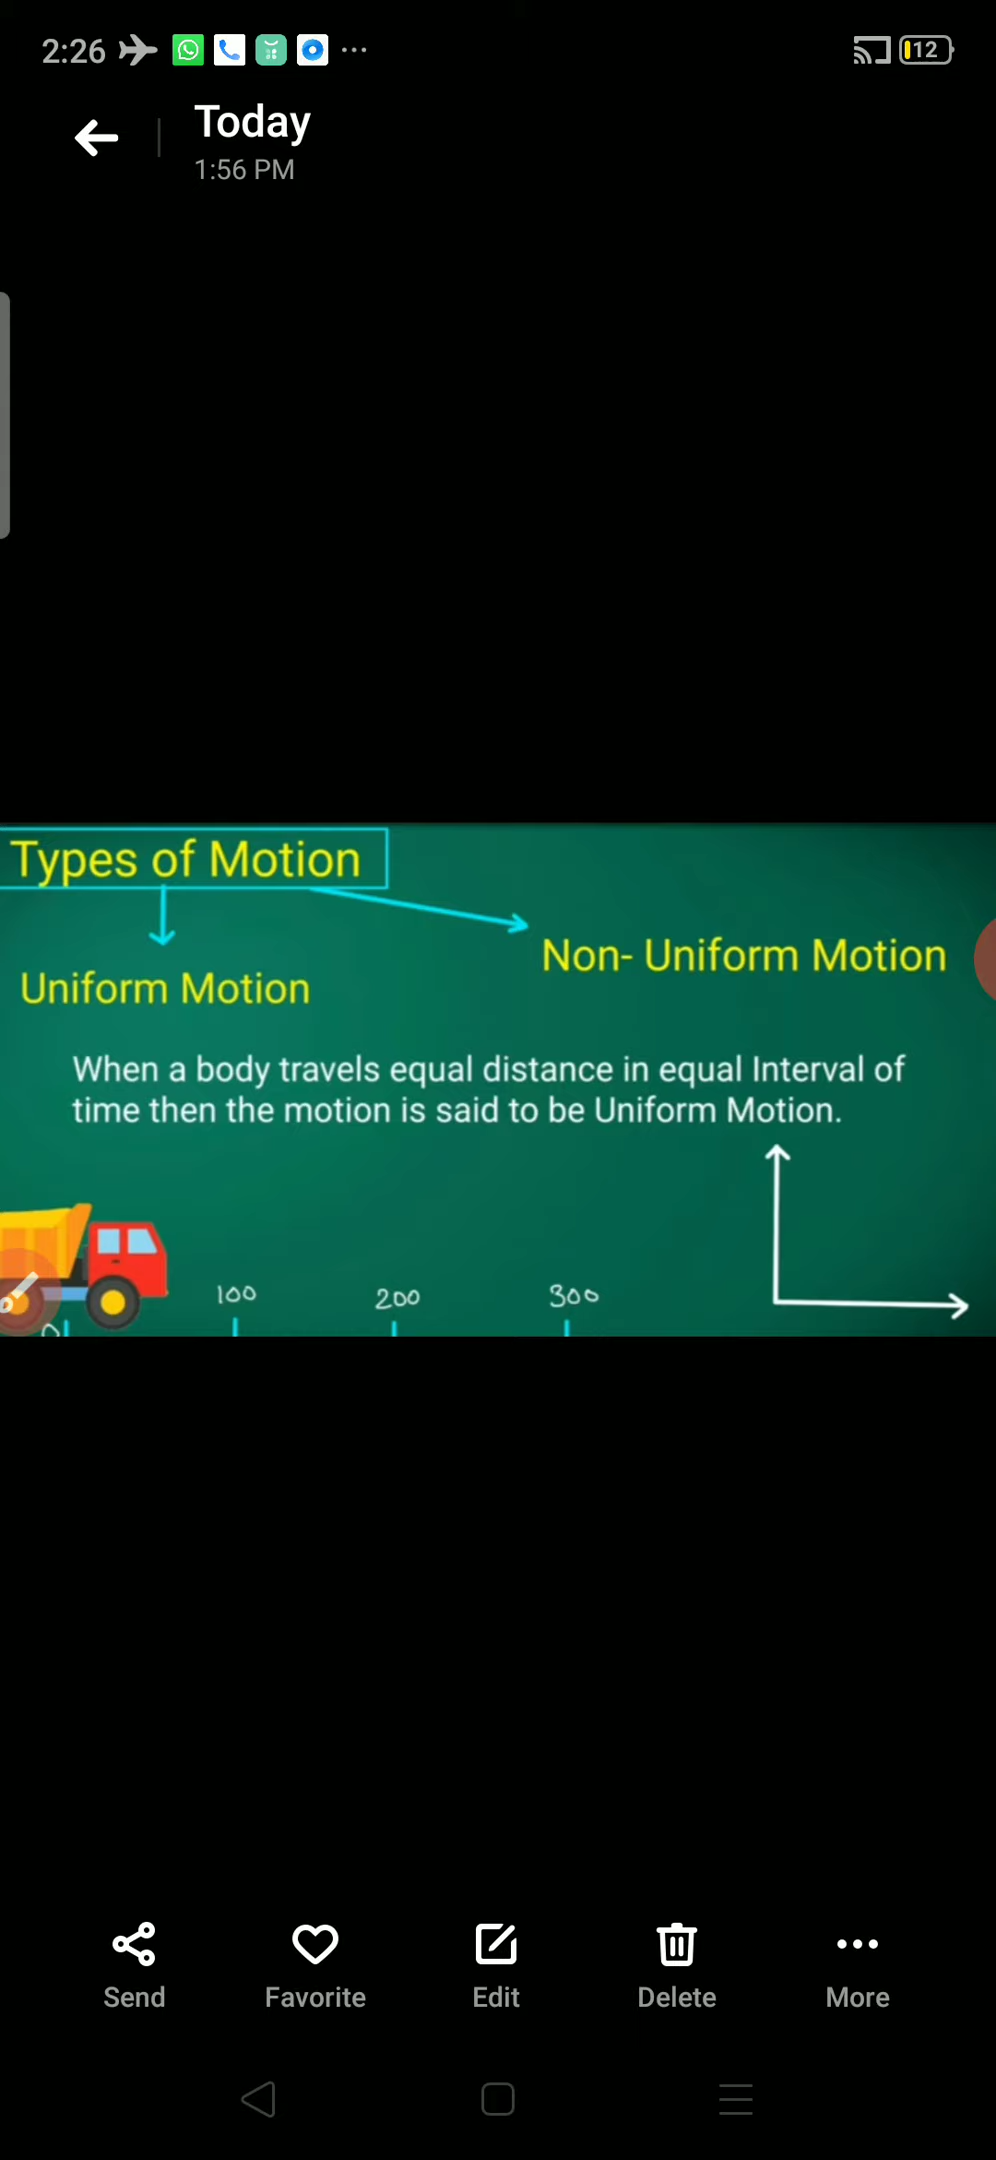 2:26 12
Today
1:56 PM
Types of Motion
Non- Uniform Motion
Uniform Motion
When a body travels equal distance in equal Interval of
time then the motion is said to be Uniform Motion.
100 200 300
0
Send Favorite Edit Delete More